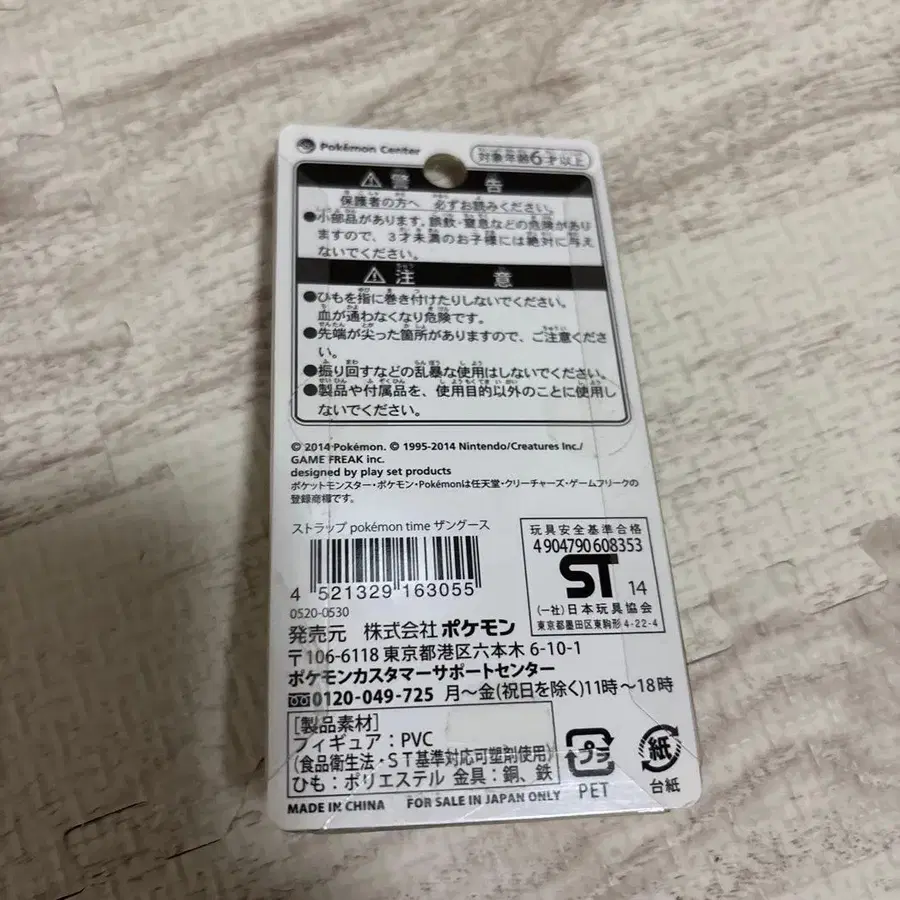 Pokémon Center
対象年齢6才以上
警告
保護者の方へ 必ずお読みください。
●小部品があります。誤飲・窒息などの危険があり
ますので、3才未満のお子様には絶対に与え
ないでください。
注意
●ひもを指に巻き付けたりしないでください。
血が通わなくなり危険です。
●先端が尖った箇所がありますので、ご注意くださ
い。
●振り回すなどの乱暴な使用はしないでください。
●製品や付属品を、使用目的以外のことに使用し
ないでください。
© 2014 Pokémon. © 1995-2014 Nintendo/Creatures Inc./
GAME FREAK inc.
designed by play set products
ポケットモンスター・ポケモン・Pokémonは任天堂・クリーチャーズ・ゲームフリークの
登録商標です。
ストラップ pokémon time ザングース
4 521329 163055
0520-0530
玩具安全基準合格
4904790608353
ST 14
(一社)日本玩具協会
東京都墨田区東駒形 4-22-4
発売元 株式会社ポケモン
〒106-6118 東京都港区六本木 6-10-1
ポケモンカスタマーサポートセンター
0120-049-725 月～金(祝日を除く)11時～18時
[製品素材]
フィギュア：PVC
(食品衛生法・ST基準対応可塑剤使用)
ひも：ポリエステル 金具：銅、鉄
プラ
PET
紙
台紙
MADE IN CHINA FOR SALE IN JAPAN ONLY